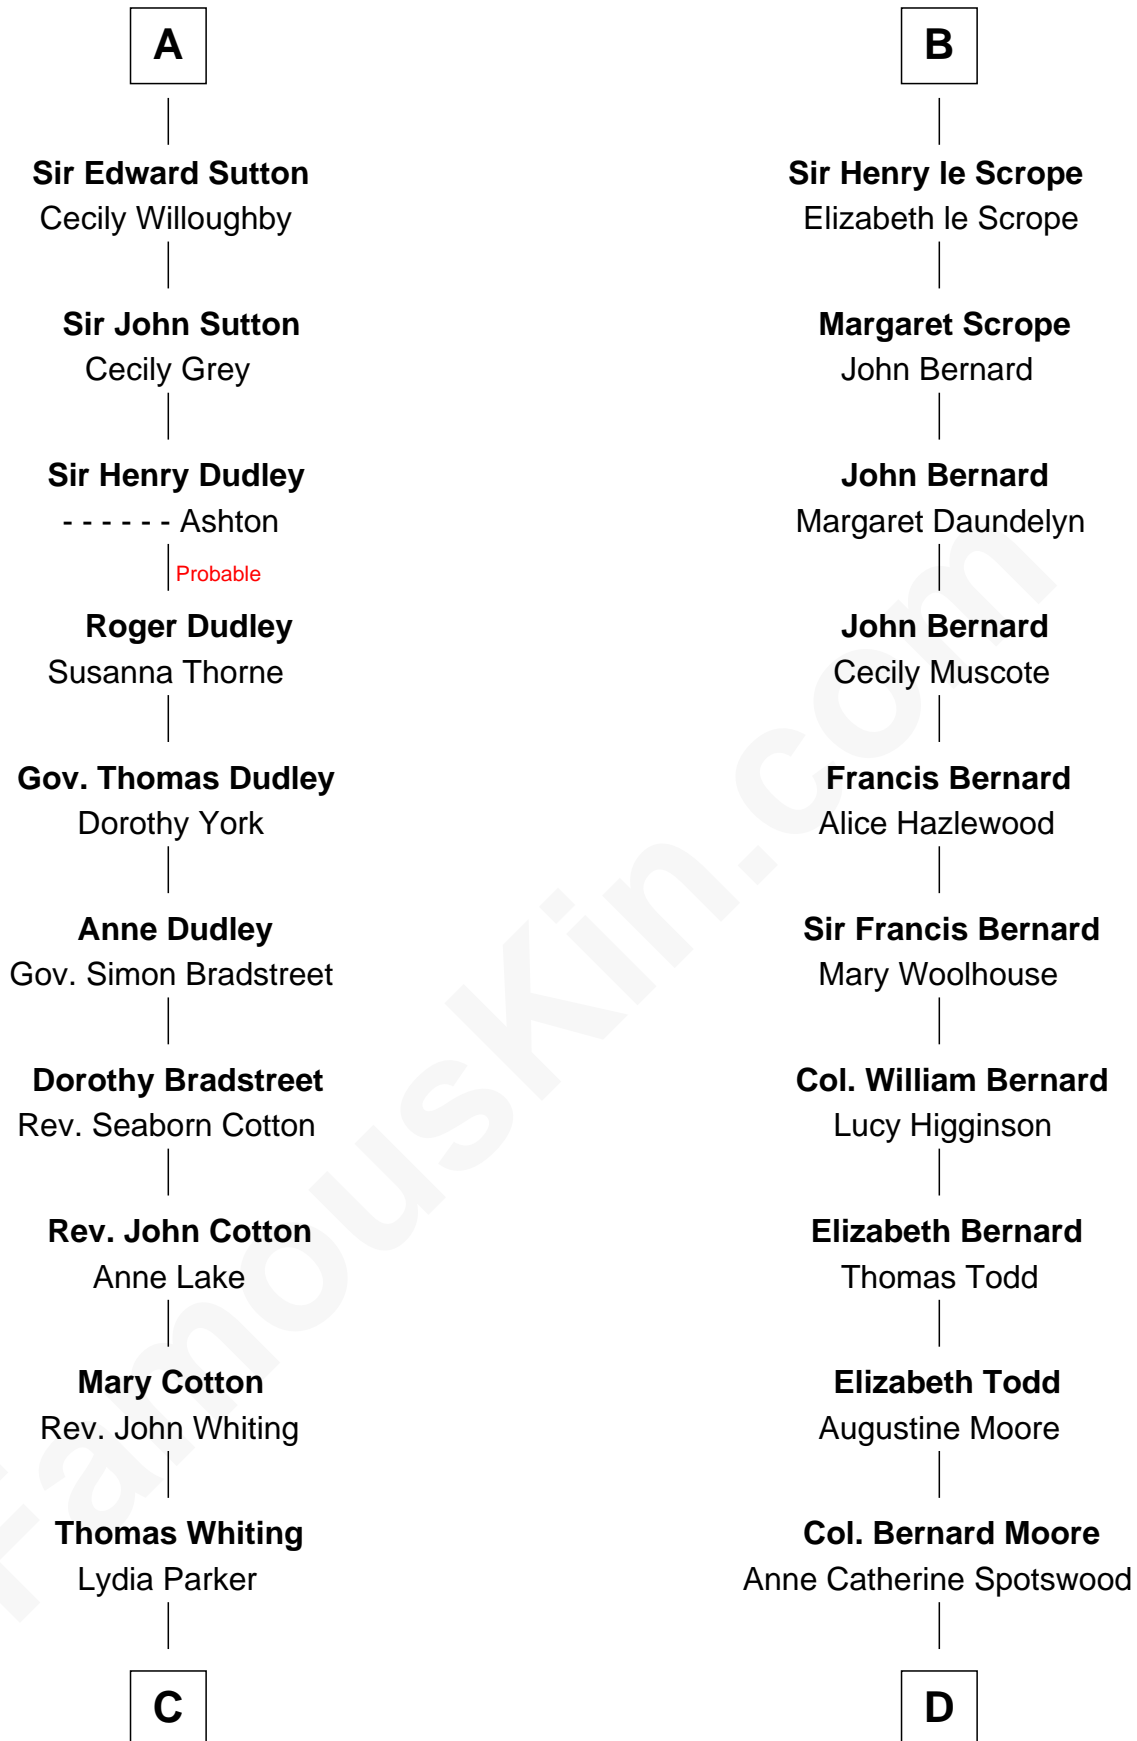 A
Sir Edward Sutton
Cecily Willoughby
Sir John Sutton
Cecily Grey
Sir Henry Dudley
- - - - - - Ashton
Probable
Roger Dudley
Susanna Thorne
Gov. Thomas Dudley
Dorothy York
Anne Dudley
Gov. Simon Bradstreet
Dorothy Bradstreet
Rev. Seaborn Cotton
Rev. John Cotton
Anne Lake
Mary Cotton
Rev. John Whiting
Thomas Whiting
Lydia Parker
C
B
Sir Henry le Scrope
Elizabeth le Scrope
Margaret Scrope
John Bernard
John Bernard
Margaret Daundelyn
John Bernard
Cecily Muscote
Francis Bernard
Alice Hazlewood
Sir Francis Bernard
Mary Woolhouse
Col. William Bernard
Lucy Higginson
Elizabeth Bernard
Thomas Todd
Elizabeth Todd
Augustine Moore
Col. Bernard Moore
Anne Catherine Spotswood
D
FamousKin.com